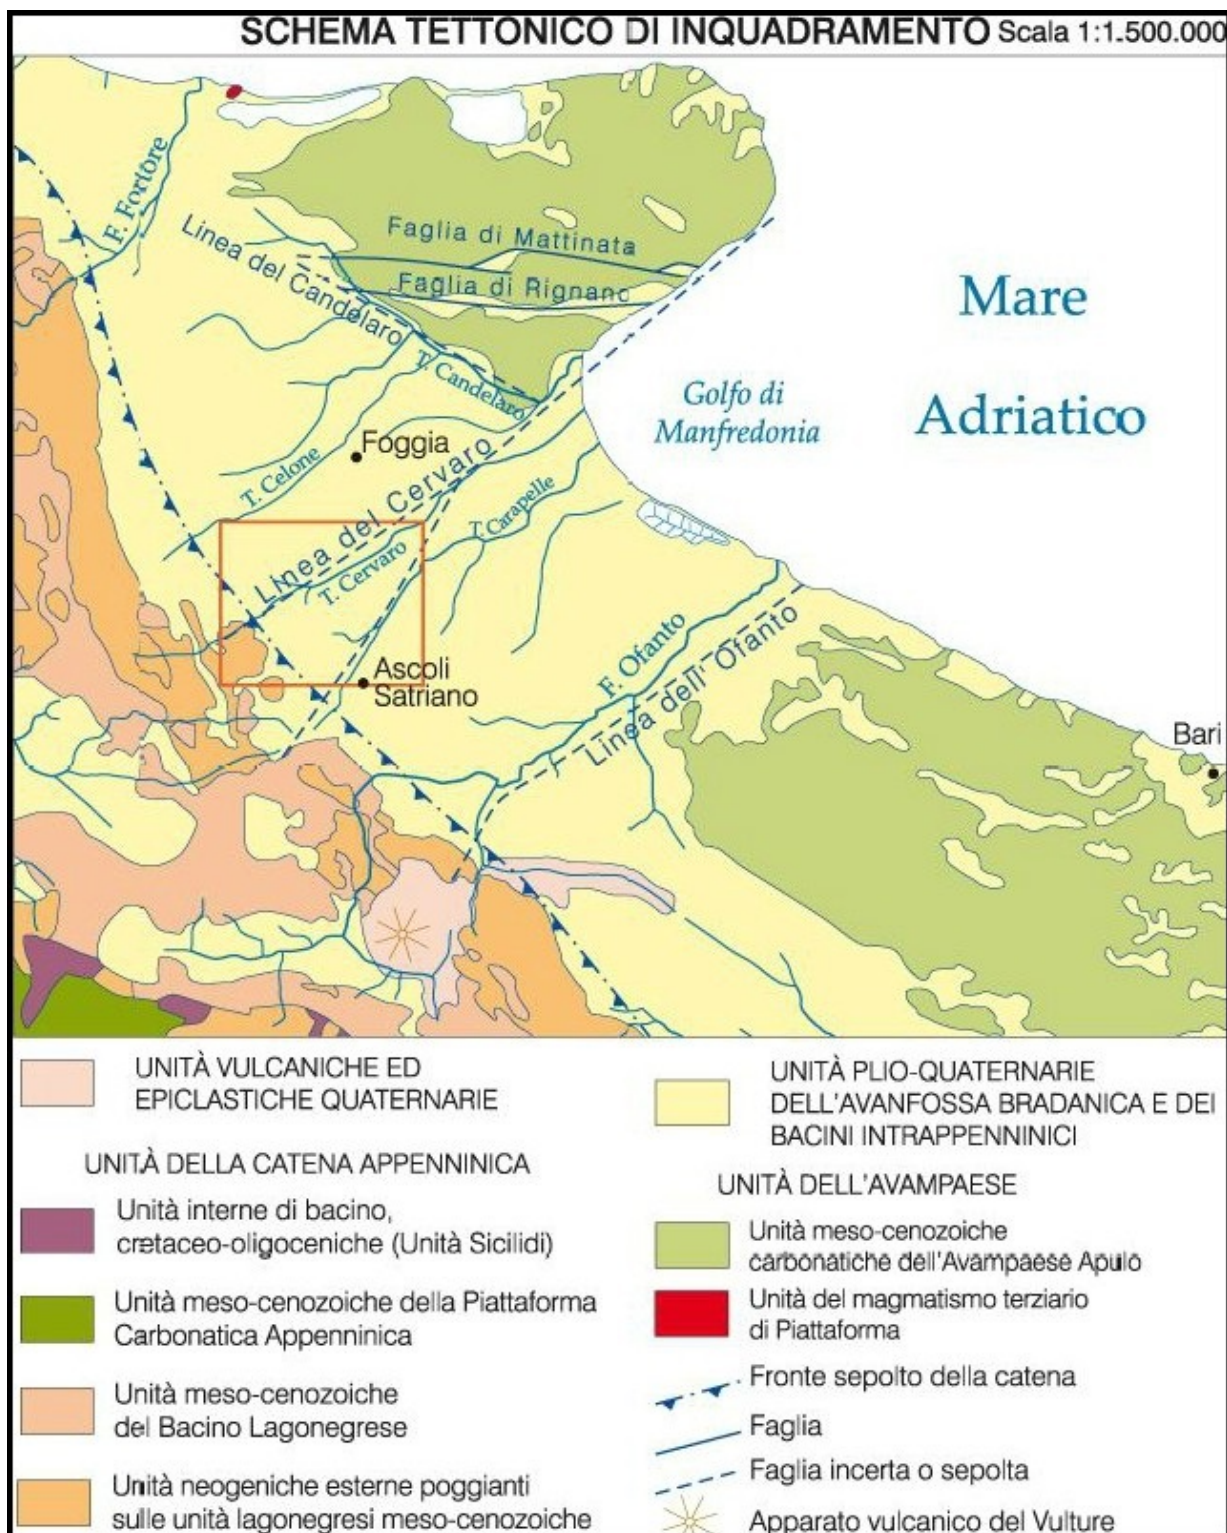 SCHEMA TETTONICO DI INQUADRAMENTO Scala 1:1.500.000
F. Fortore
Linea del Candelaro
Faglia di Mattinata
Faglia di Rignano
Mare
Adriatico
Golfo di
Manfredonia
T. Candelaro
Foggia
T. Celone
Linea del Cervaro
T. Carapelle
T. Cervaro
Ascoli
Satriano
F. Ofanto
Linea dell' Ofanto
Bari
UNITÀ VULCANICHE ED
EPICLASTICHE QUATERNARIE
UNITÀ DELLA CATENA APPENNINICA
Unità interne di bacino,
cretaceo-oligoceniche (Unità Sicilidi)
Unità meso-cenozoiche della Piattaforma
Carbonatica Appenninica
Unità meso-cenozoiche
del Bacino Lagonegrese
Unità neogeniche esterne poggianti
sulle unità lagonegresi meso-cenozoiche
UNITÀ PLIO-QUATERNARIE
DELL'AVANFOSSA BRADANICA E DEI
BACINI INTRAPPENNINICI
UNITÀ DELL'AVAMPAESE
Unità meso-cenozoiche
carbonatiche dell'Avampaese Apulo
Unità del magmatismo terziario
di Piattaforma
Fronte sepolto della catena
Faglia
Faglia incerta o sepolta
Apparato vulcanico del Vulture